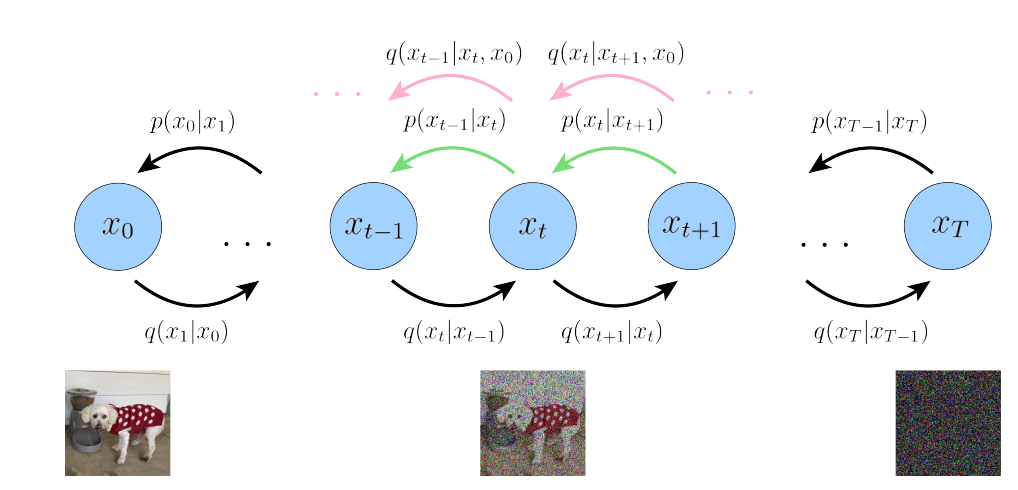 q(x_{t−1}|x_t, x_0) q(x_t|x_{t+1}, x_0)
. . . . . .
p(x_0|x_1) p(x_{t−1}|x_t) p(x_t|x_{t+1}) p(x_{T−1}|x_T)
x_0 . . . x_{t−1} x_t x_{t+1} . . . x_T
q(x_1|x_0) q(x_t|x_{t−1}) q(x_{t+1}|x_t) q(x_T|x_{T−1})